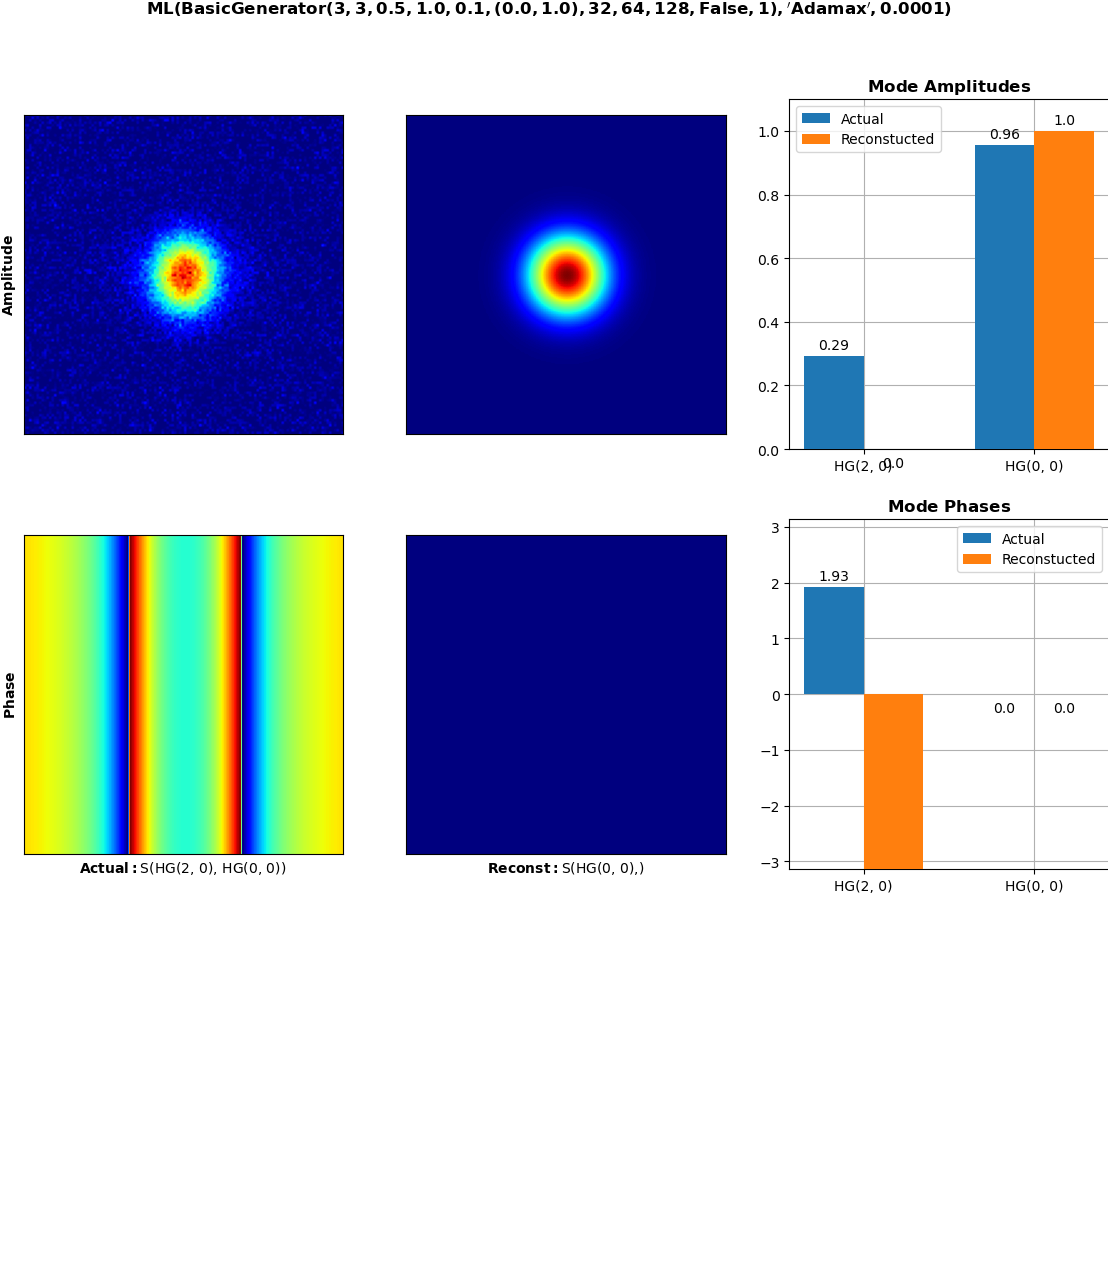 ML(BasicGenerator(3, 3, 0.5, 1.0, 0.1, (0.0, 1.0), 32, 64, 128, False, 1), ′Adamax′, 0.0001)
Amplitude
Mode Amplitudes
Actual
Reconstucted
1.0
0.8
0.6
0.4
0.2
0.0
0.29
0.0
0.96
1.0
HG(2, 0)
HG(0, 0)
Phase
Actual: S(HG(2, 0), HG(0, 0))
Reconst: S(HG(0, 0),)
Mode Phases
Actual
Reconstucted
3
2
1
0
−1
−2
−3
1.93
0.0
0.0
HG(2, 0)
HG(0, 0)